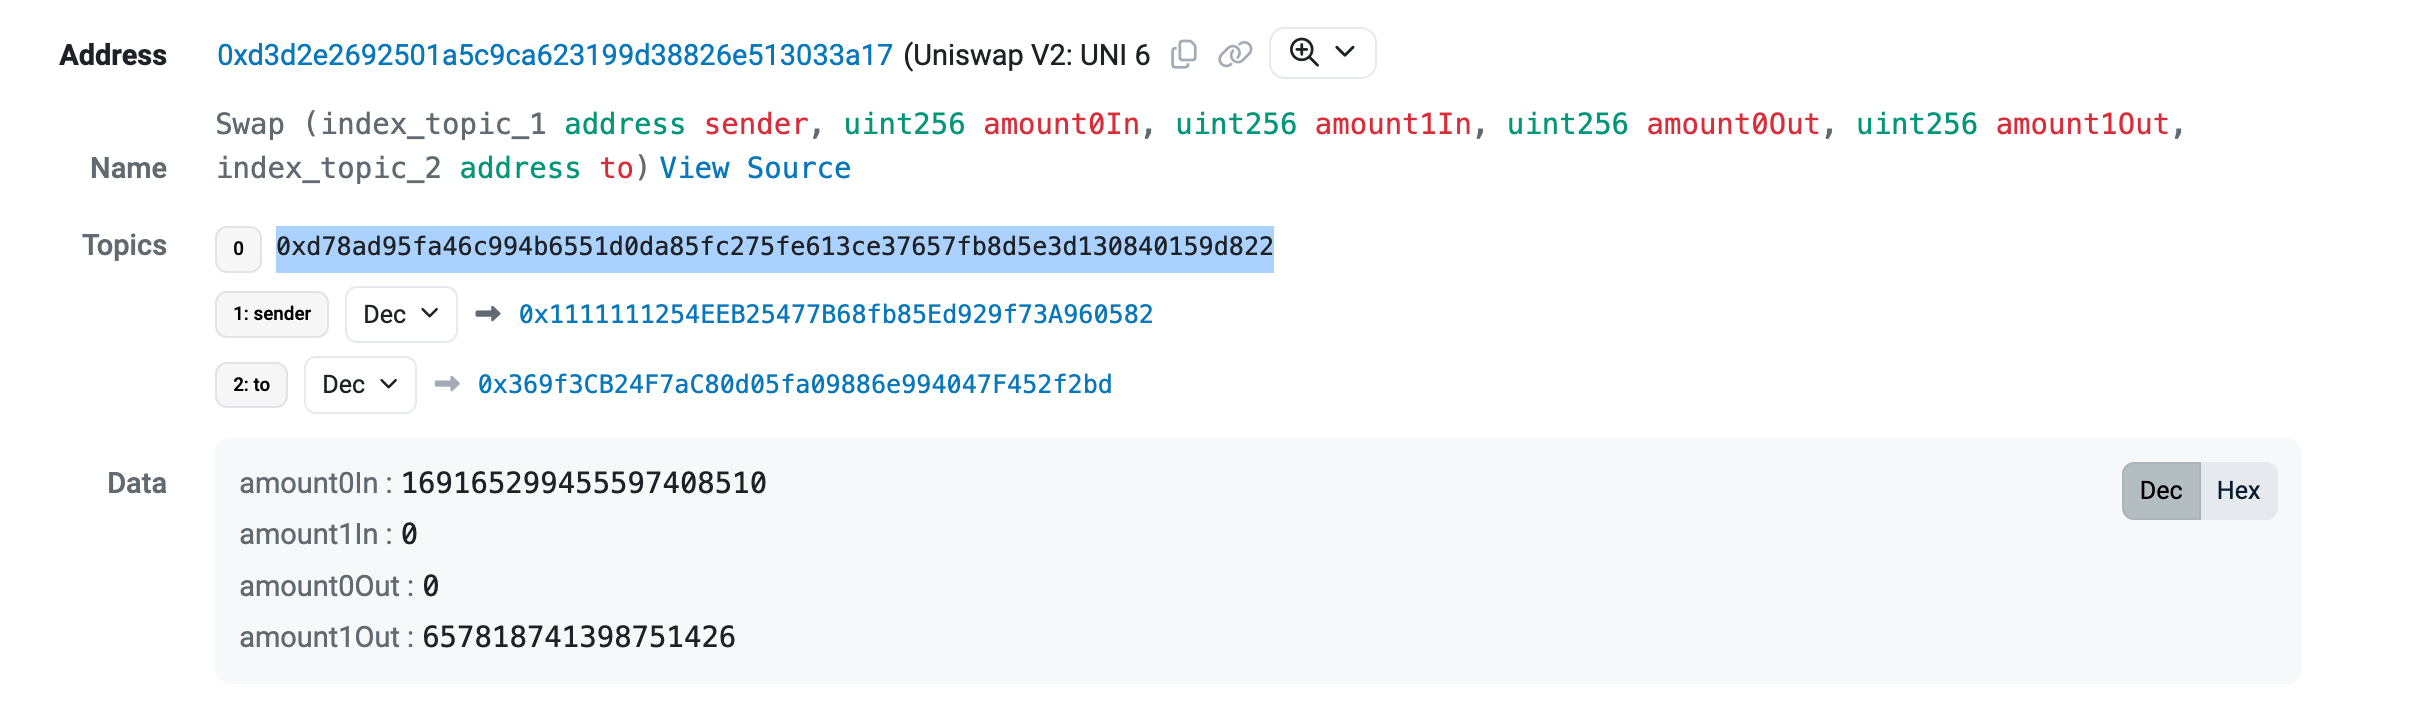 Address 0xd3d2e2692501a5c9ca623199d38826e513033a17 (Uniswap V2: UNI 6
Swap (index_topic_1 address sender, uint256 amount0In, uint256 amount1In, uint256 amount0Out, uint256 amount1Out,
Name index_topic_2 address to) View Source
Topics 0 0xd78ad95fa46c994b6551d0da85fc275fe613ce37657fb8d5e3d130840159d822
1: sender Dec 0x1111111254EEB25477B68fb85Ed929f73A960582
2: to Dec 0x369f3CB24F7aC80d05fa09886e994047F452f2bd
Data amount0In : 169165299455597408510 Dec Hex
amount1In : 0
amount0Out : 0
amount1Out : 657818741398751426